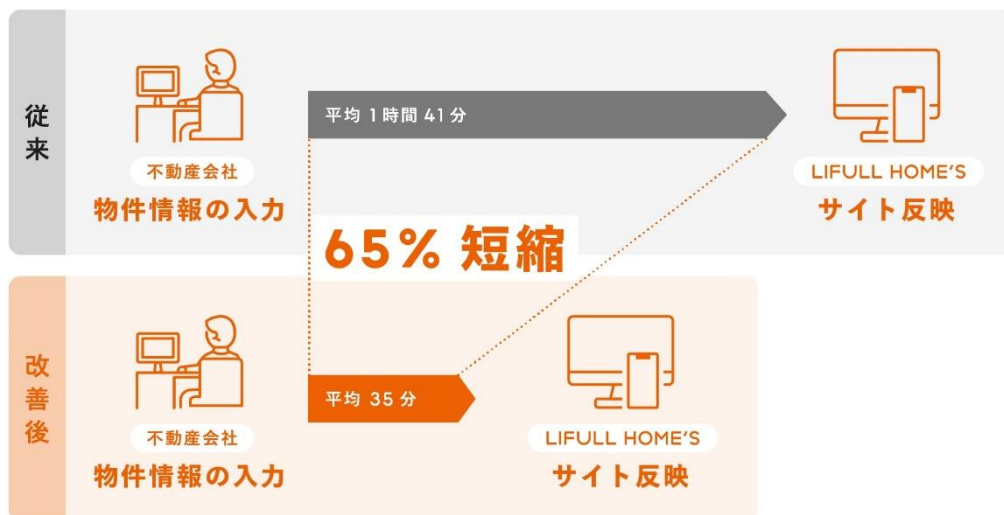 従来
不動産会社
物件情報の入力
平均 1時間 41分
LIFULL HOME'S
サイト反映
65% 短縮
改善後
不動産会社
物件情報の入力
平均 35分
LIFULL HOME'S
サイト反映